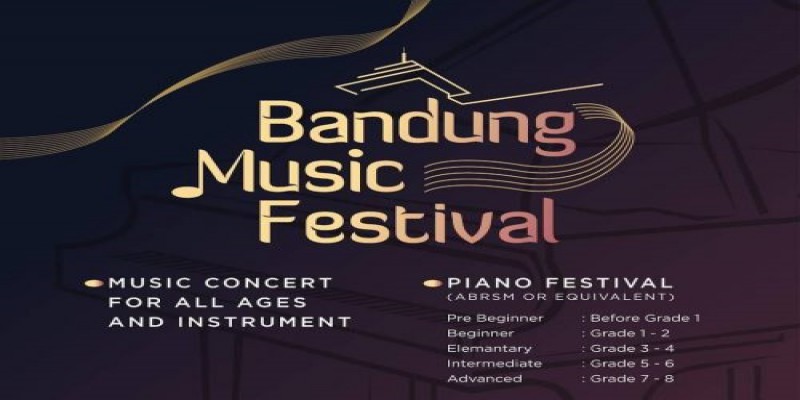 Bandung
Music
Festival
MUSIC CONCERT
FOR ALL AGES
AND INSTRUMENT
PIANO FESTIVAL
(ABRSM OR EQUIVALENT)
Pre Beginner : Before Grade 1
Beginner : Grade 1 - 2
Elemantary : Grade 3 - 4
Intermediate : Grade 5 - 6
Advanced : Grade 7 - 8